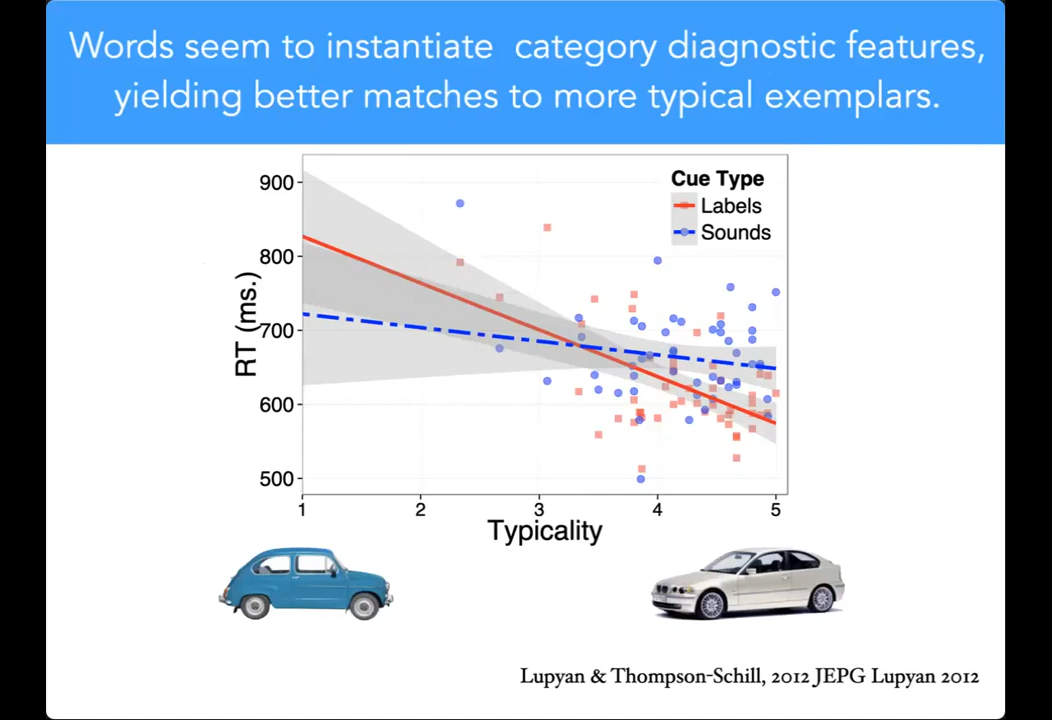 Words seem to instantiate category diagnostic features,
yielding better matches to more typical exemplars.
Cue Type
Labels
Sounds
900
800
700
600
500
RT (ms.)
1 2 3 4 5
Typicality
Lupyan & Thompson-Schill, 2012 JEPG Lupyan 2012